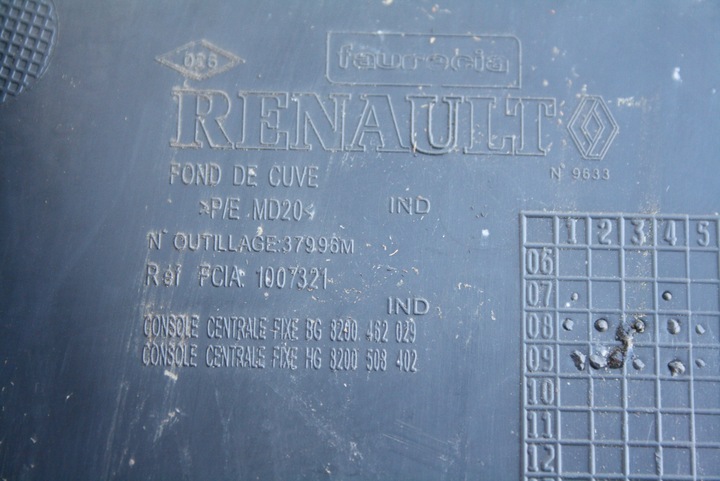 026
faurecia
RENAULT
N° 9633
FOND DE CUVE
>P/E MD20<
IND
N° OUTILLAGE:37996M
Réf FCIA: 1007321
IND
CONSOLE CENTRALE FIXE BG 8200 462 029
CONSOLE CENTRALE FIXE HG 8200 508 402
1 2 3 4 5
06
07
08
09
10
11
12